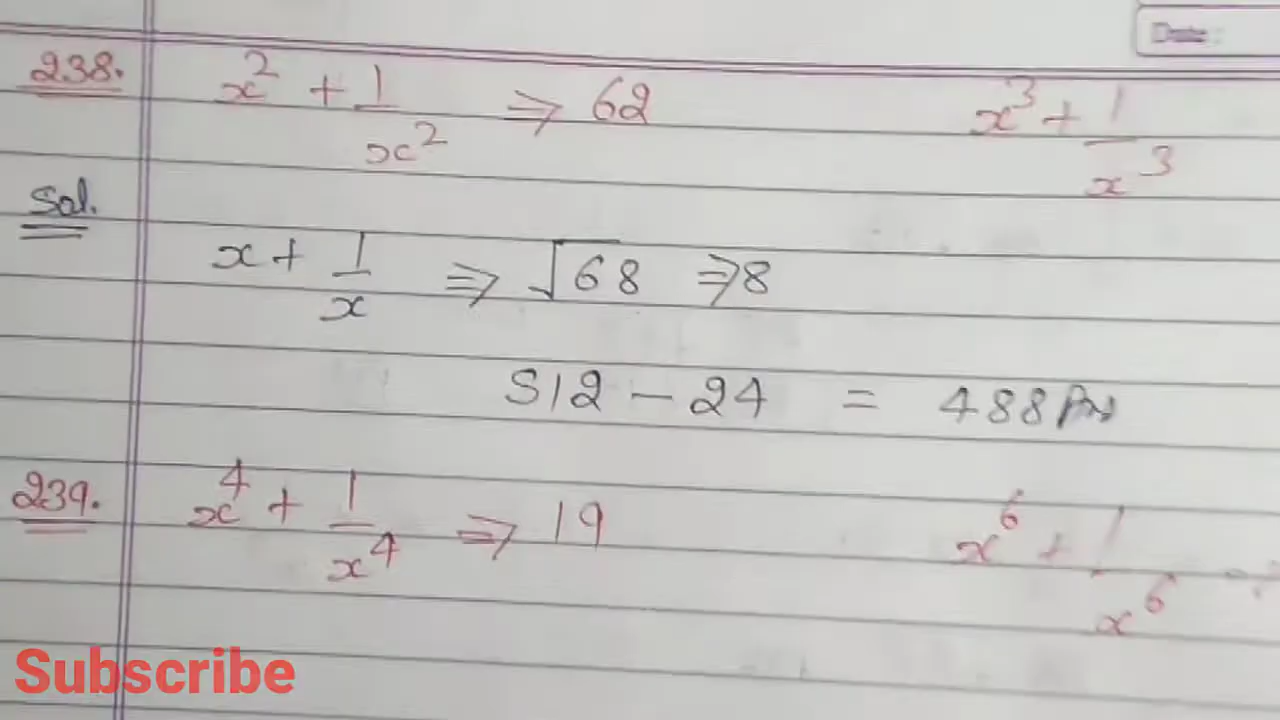 Date:
238. x² + 1/x² ⇒ 62 x³ + 1/x³
Sol.
x + 1/x ⇒ √68 ⇒ 8
512 - 24 = 488 Ans
239. x⁴ + 1/x⁴ ⇒ 19 x⁶ + 1/x⁶
Subscribe